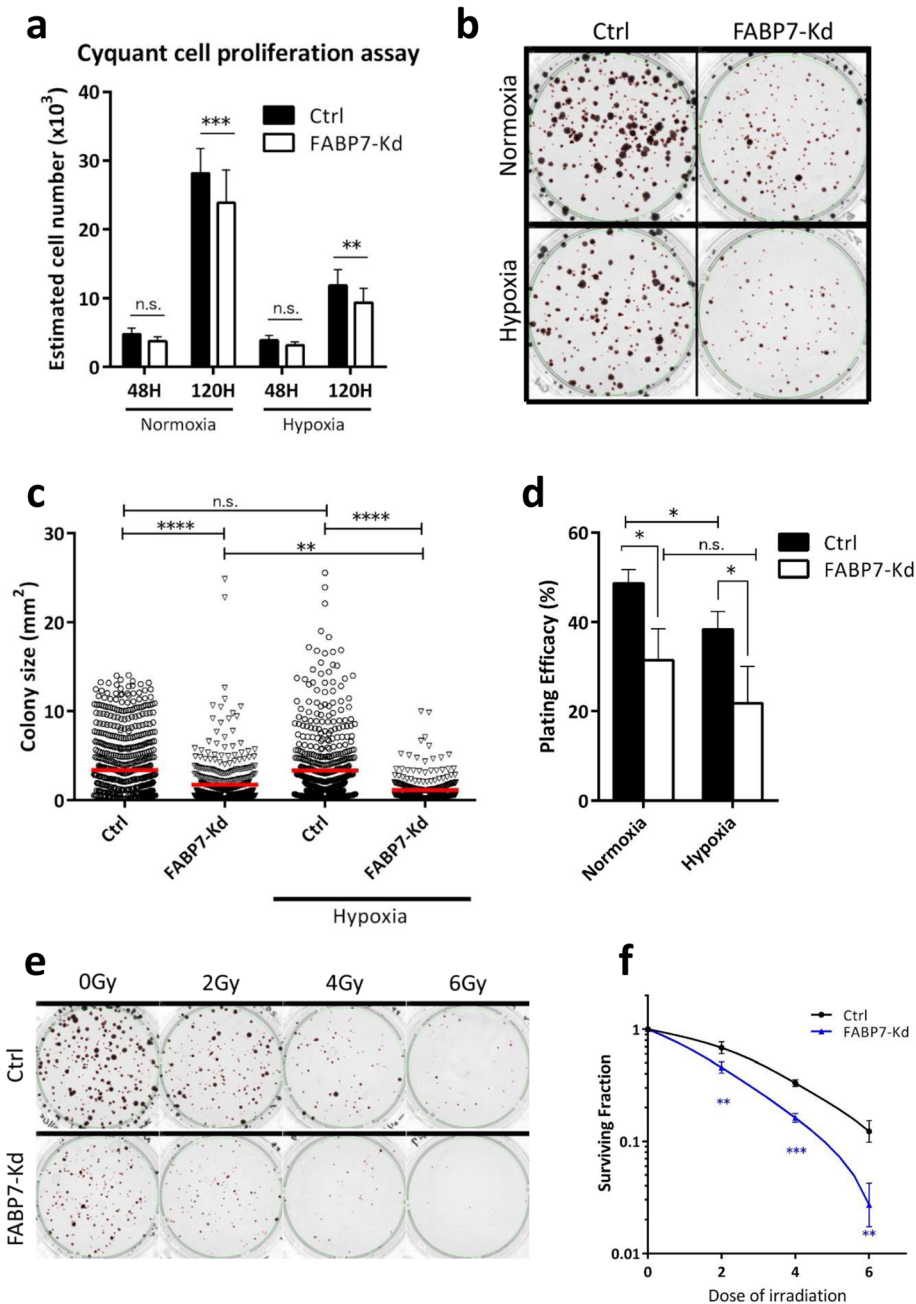 a
Cyquant cell proliferation assay
Estimated cell number (x10³)
40
30
20
10
0
***
**
n.s.
n.s.
Ctrl
FABP7-Kd
48H 120H 48H 120H
Normoxia Hypoxia
b
Ctrl FABP7-Kd
Normoxia
Hypoxia
c
Colony size (mm²)
30
20
10
0
n.s.
**** ****
**
Ctrl FABP7-Kd Ctrl FABP7-Kd
Hypoxia
d
Plating Efficacy (%)
60
40
20
0
*
* n.s.
*
Ctrl
FABP7-Kd
Normoxia Hypoxia
e
0Gy 2Gy 4Gy 6Gy
Ctrl
FABP7-Kd
f
Surviving Fraction
1
0.1
0.01
Ctrl
FABP7-Kd
**
***
**
0 2 4 6
Dose of irradiation